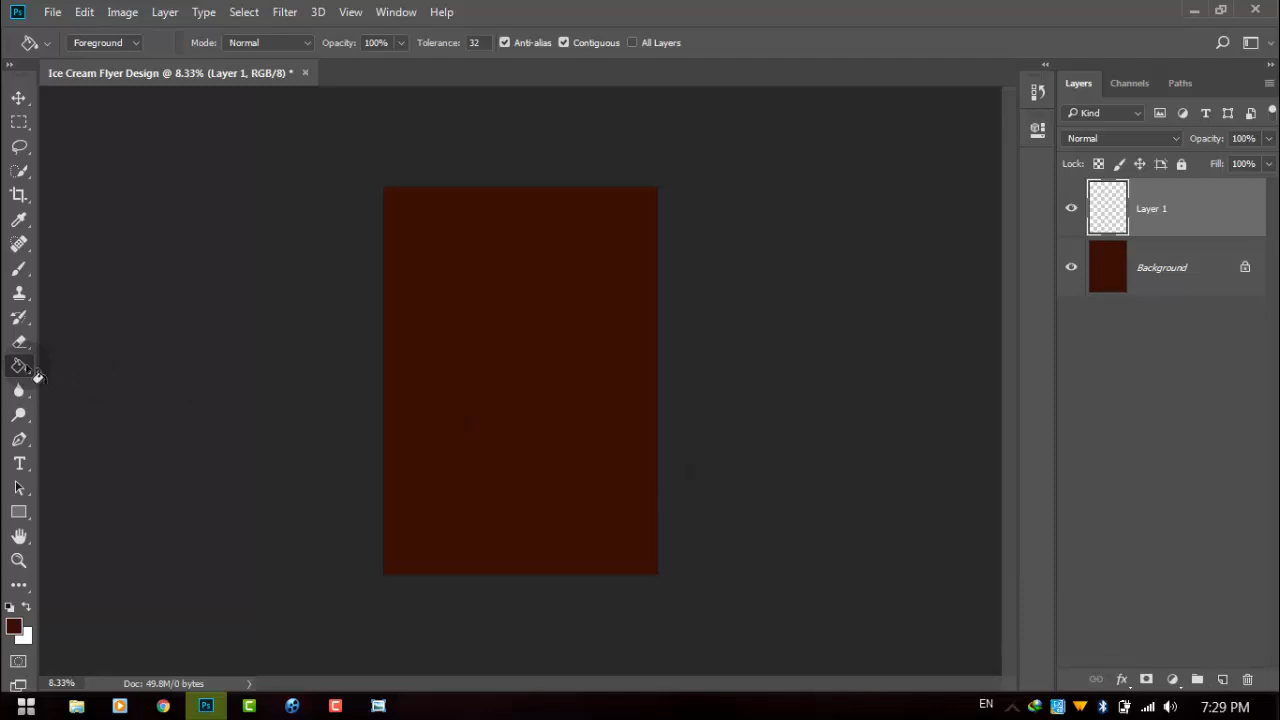 Ps File Edit Image Layer Type Select Filter 3D View Window Help
Foreground Mode: Normal Opacity: 100% Tolerance: 32 Anti-alias Contiguous All Layers
Ice Cream Flyer Design @ 8.33% (Layer 1, RGB/8) *
Layers Channels Paths
Kind
Normal Opacity: 100%
Lock: Fill: 100%
Layer 1
Background
8.33% Doc: 49.8M/0 bytes
EN 7:29 PM